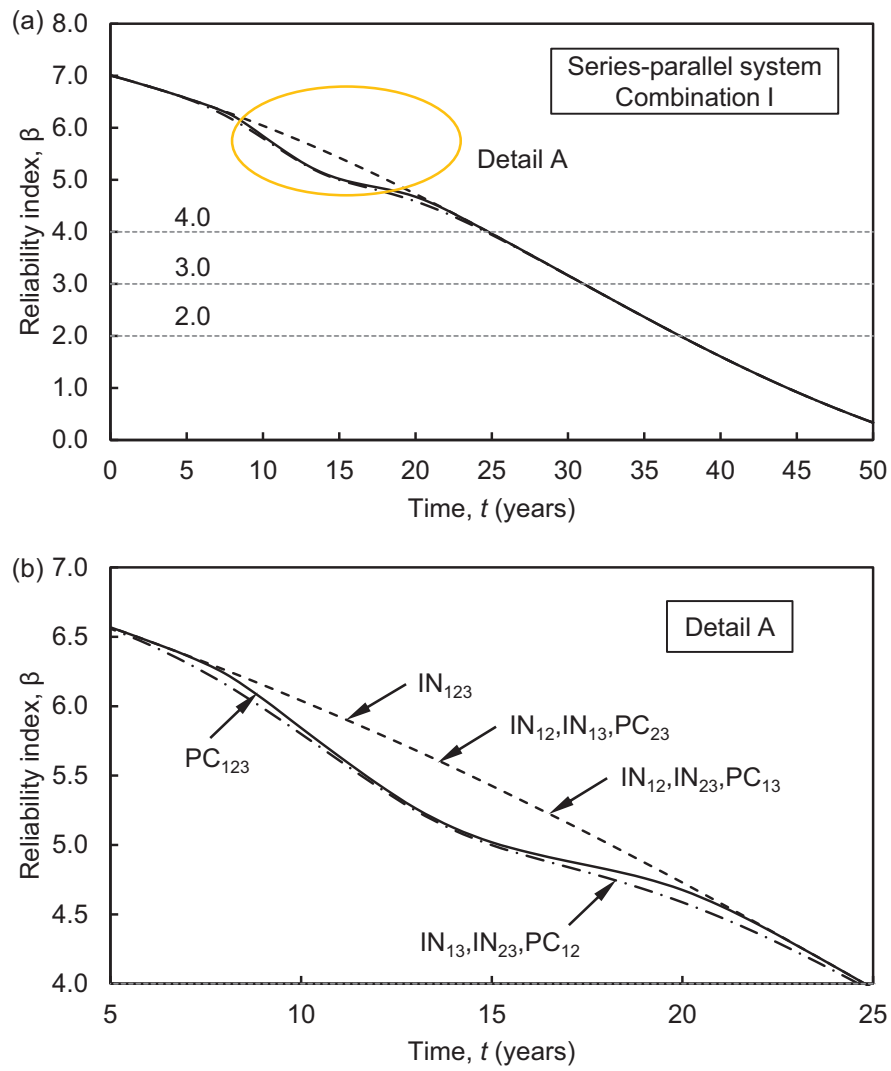 (a)
8.0
7.0
6.0
5.0
4.0
3.0
2.0
1.0
0.0
Reliability index, β
Series-parallel system
Combination I
Detail A
4.0
3.0
2.0
0 5 10 15 20 25 30 35 40 45 50
Time, t (years)
(b)
7.0
6.5
6.0
5.5
5.0
4.5
4.0
Reliability index, β
Detail A
IN₁₂₃
IN₁₂,IN₁₃,PC₂₃
PC₁₂₃
IN₁₂,IN₂₃,PC₁₃
IN₁₃,IN₂₃,PC₁₂
5 10 15 20 25
Time, t (years)